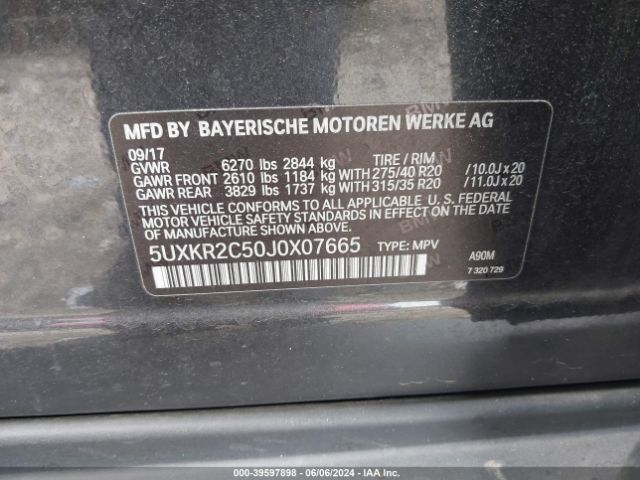 MFD BY BAYERISCHE MOTOREN WERKE AG
09/17
GVWR 6270 lbs 2844 kg TIRE / RIM
GAWR FRONT 2610 lbs 1184 kg WITH 275/40 R20 / 10.0J x 20
GAWR REAR 3829 lbs 1737 kg WITH 315/35 R20 / 11.0J x 20
THIS VEHICLE CONFORMS TO ALL APPLICABLE U.S. FEDERAL
MOTOR VEHICLE SAFETY STANDARDS IN EFFECT ON THE DATE
OF MANUFACTURE SHOWN ABOVE.
5UXKR2C50J0X07665 TYPE: MPV
A90M
7 320 729
000-39597898 - 06/06/2024 - IAA Inc.